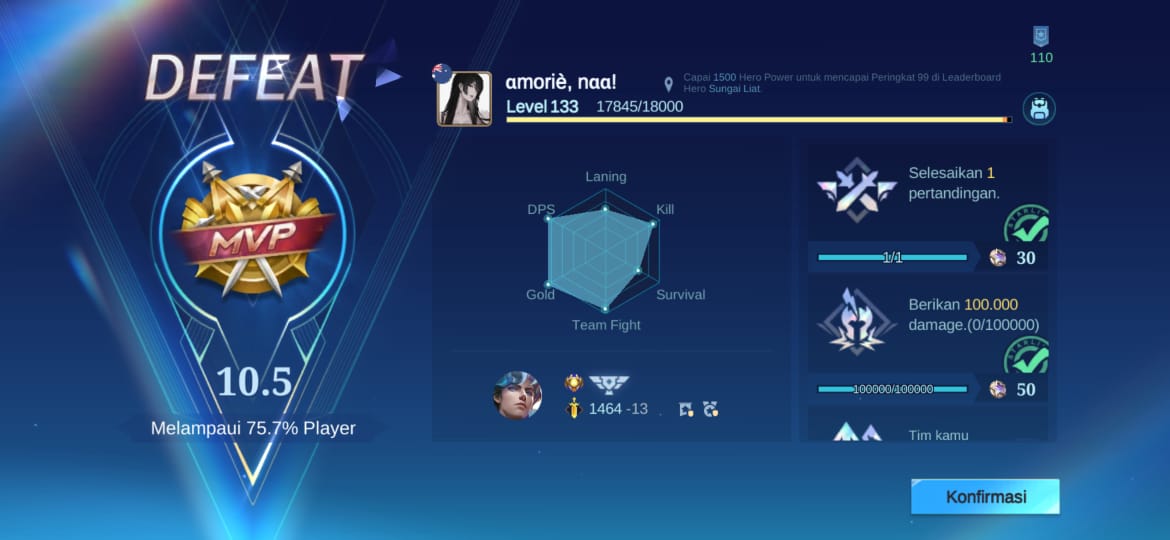 DEFEAT
MVP
10.5
Melampaui 75.7% Player
amoriè, naa!
Level 133 17845/18000
Capai 1500 Hero Power untuk mencapai Peringkat 99 di Leaderboard
Hero Sungai Liat.
110
Laning
DPS
Kill
Gold
Survival
Team Fight
1464 -13
Selesaikan 1
pertandingan.
1/1
30
Berikan 100.000
damage.(0/100000)
100000/100000
50
Tim kamu
Konfirmasi